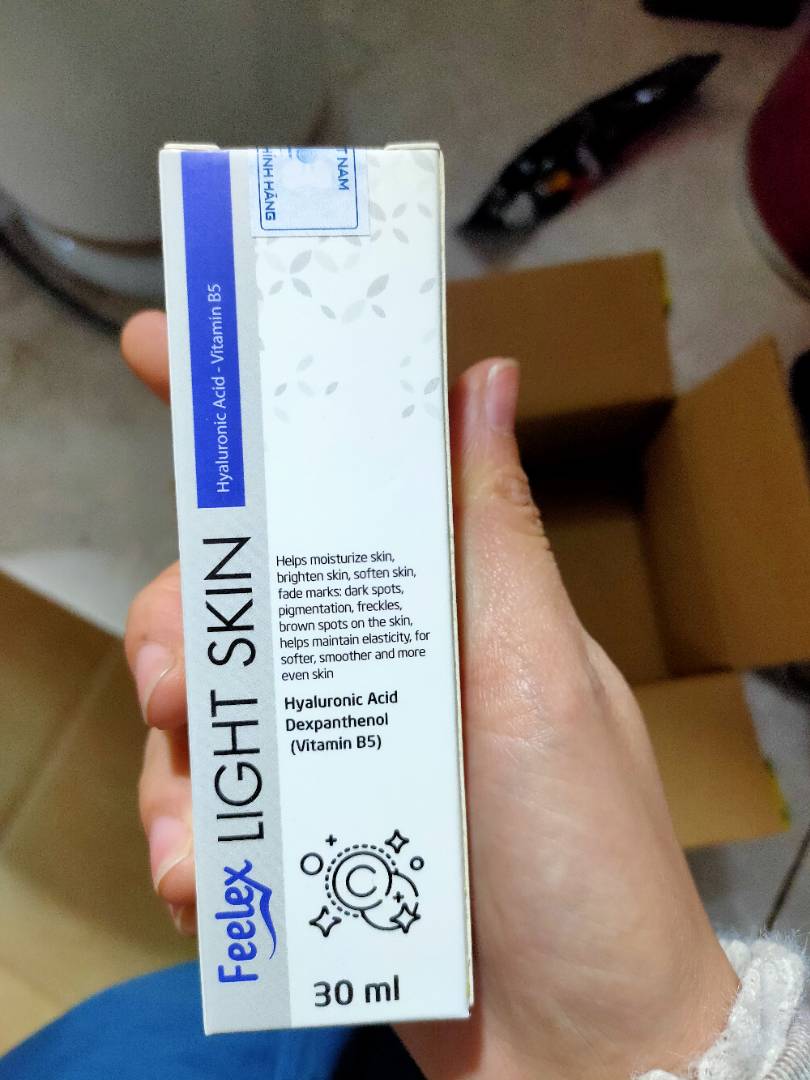 T NAM
HÍNH HÃNG
Hyaluronic Acid - Vitamin B5
Feelex LIGHT SKIN
Helps moisturize skin,
brighten skin, soften skin,
fade marks: dark spots,
pigmentation, freckles,
brown spots on the skin,
helps maintain elasticity, for
softer, smoother and more
even skin
Hyaluronic Acid
Dexpanthenol
(Vitamin B5)
C
30 ml